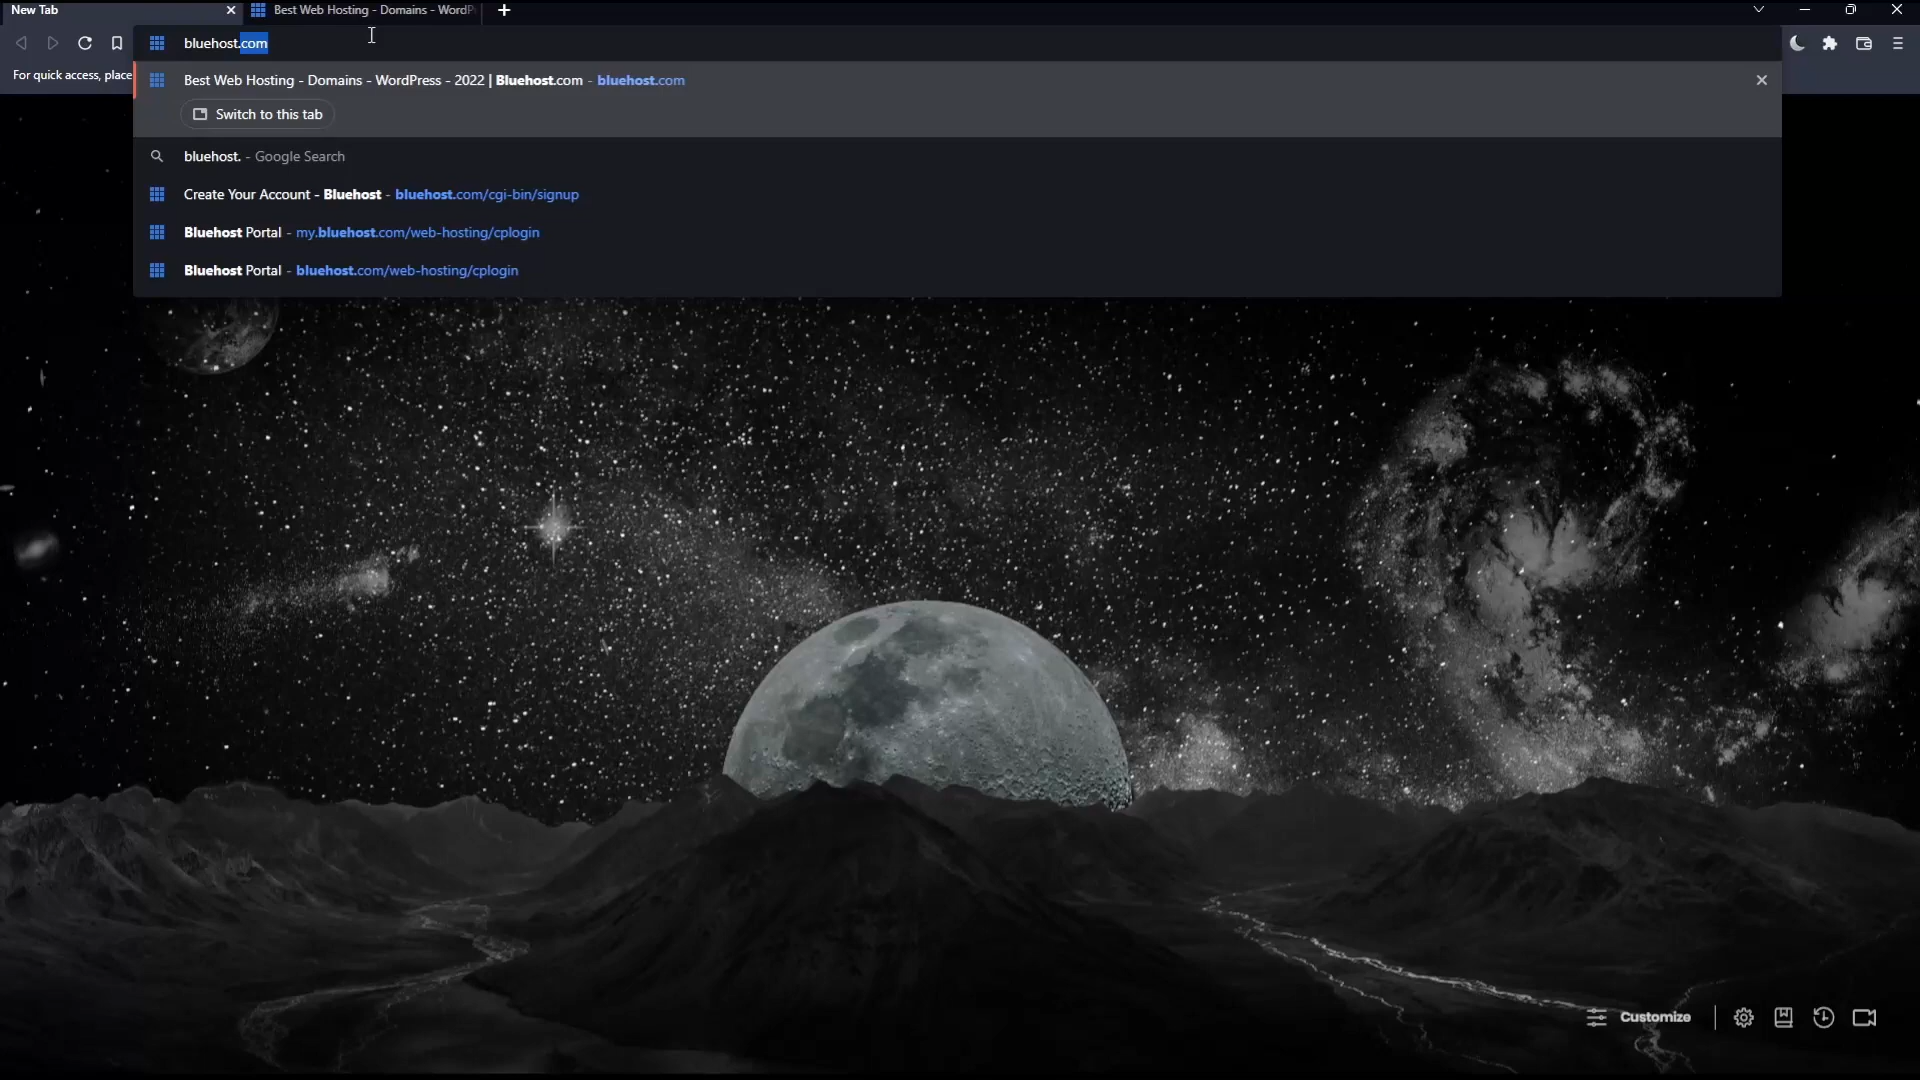 New Tab
Best Web Hosting - Domains - WordP
bluehost.com
For quick access, place
Best Web Hosting - Domains - WordPress - 2022 | Bluehost.com - bluehost.com
Switch to this tab
bluehost. - Google Search
Create Your Account - Bluehost - bluehost.com/cgi-bin/signup
Bluehost Portal - my.bluehost.com/web-hosting/cplogin
Bluehost Portal - bluehost.com/web-hosting/cplogin
Customize